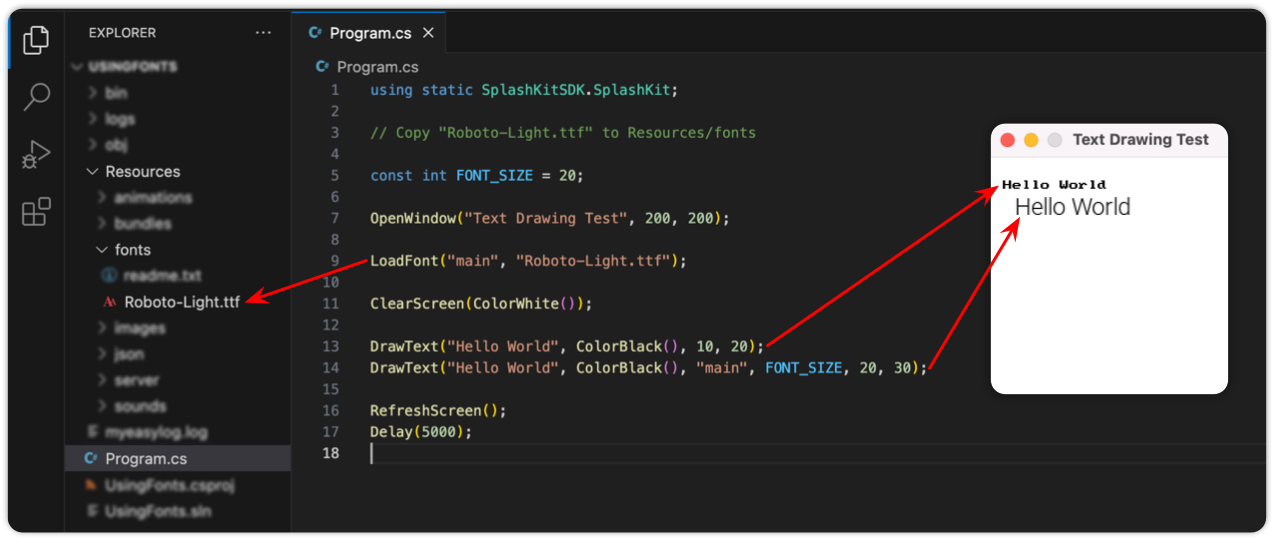 EXPLORER
USINGFONTS
bin
logs
obj
Resources
animations
bundles
fonts
readme.txt
Roboto-Light.ttf
images
json
server
sounds
myeasylog.log
Program.cs
UsingFonts.csproj
UsingFonts.sln
Program.cs
Program.cs
1 using static SplashKitSDK.SplashKit;
2
3 // Copy "Roboto-Light.ttf" to Resources/fonts
4
5 const int FONT_SIZE = 20;
6
7 OpenWindow("Text Drawing Test", 200, 200);
8
9 LoadFont("main", "Roboto-Light.ttf");
10
11 ClearScreen(ColorWhite());
12
13 DrawText("Hello World", ColorBlack(), 10, 20);
14 DrawText("Hello World", ColorBlack(), "main", FONT_SIZE, 20, 30);
15
16 RefreshScreen();
17 Delay(5000);
18
Text Drawing Test
Hello World
Hello World